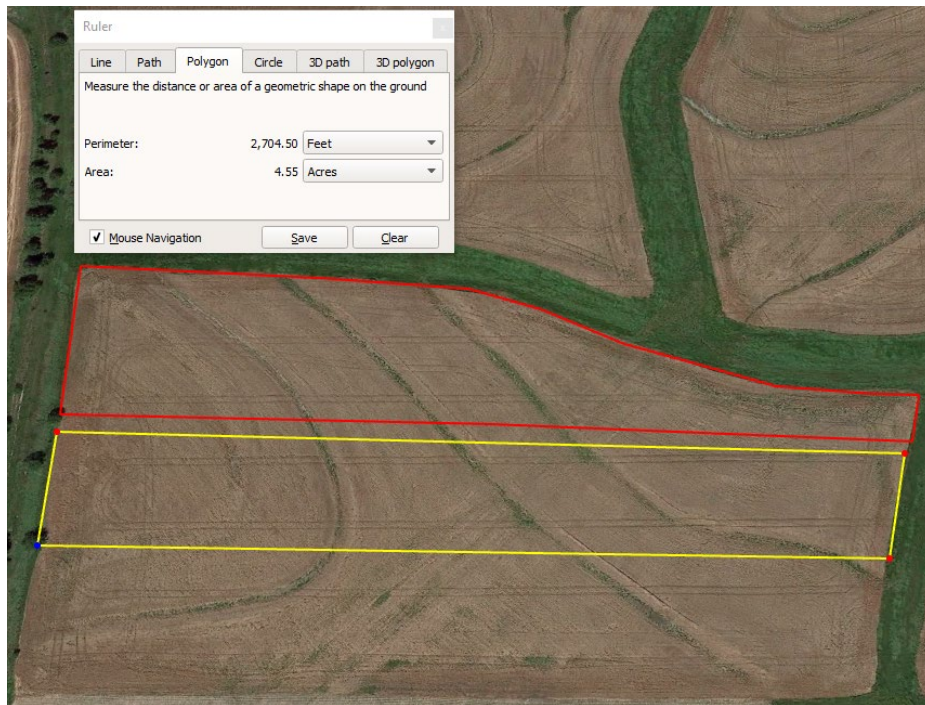 Ruler
Line Path Polygon Circle 3D path 3D polygon
Measure the distance or area of a geometric shape on the ground
Perimeter: 2,704.50 Feet
Area: 4.55 Acres
Mouse Navigation Save Clear